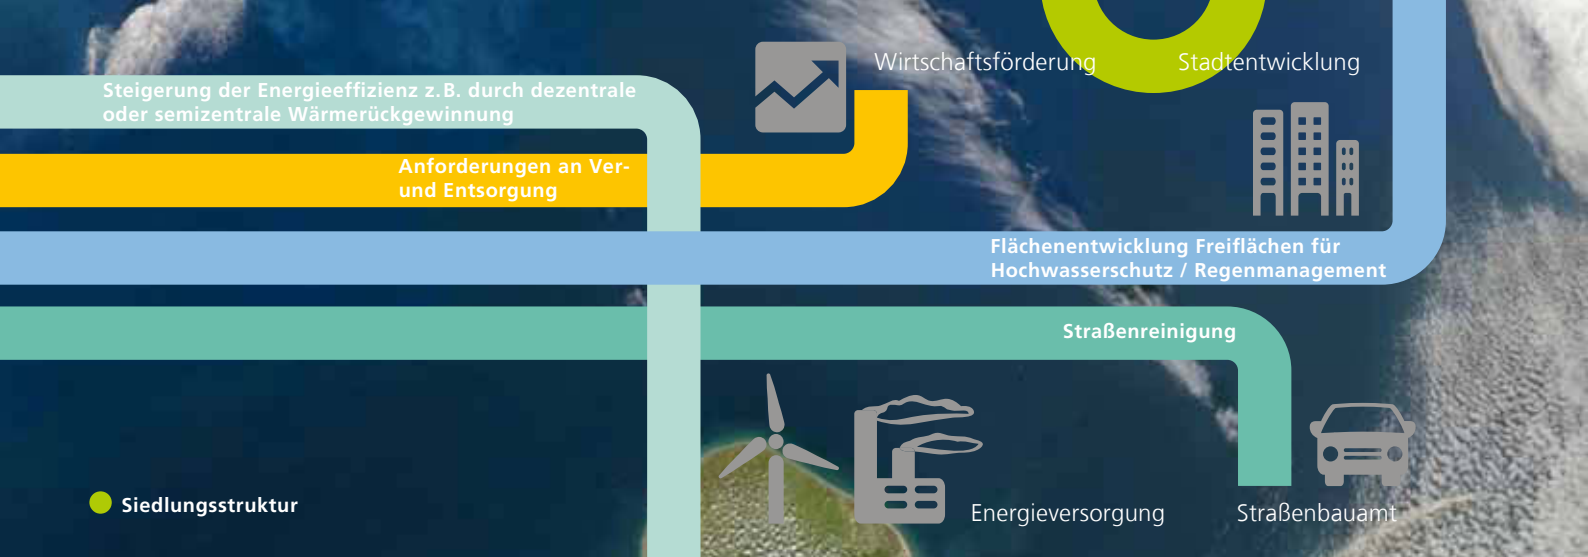 Wirtschaftsförderung
Stadtentwicklung
Steigerung der Energieeffizienz z.B. durch dezentrale
oder semizentrale Wärmerückgewinnung
Anforderungen an Ver-
und Entsorgung
Flächenentwicklung Freiflächen für
Hochwasserschutz / Regenmanagement
Straßenreinigung
Siedlungsstruktur
Energieversorgung
Straßenbauamt